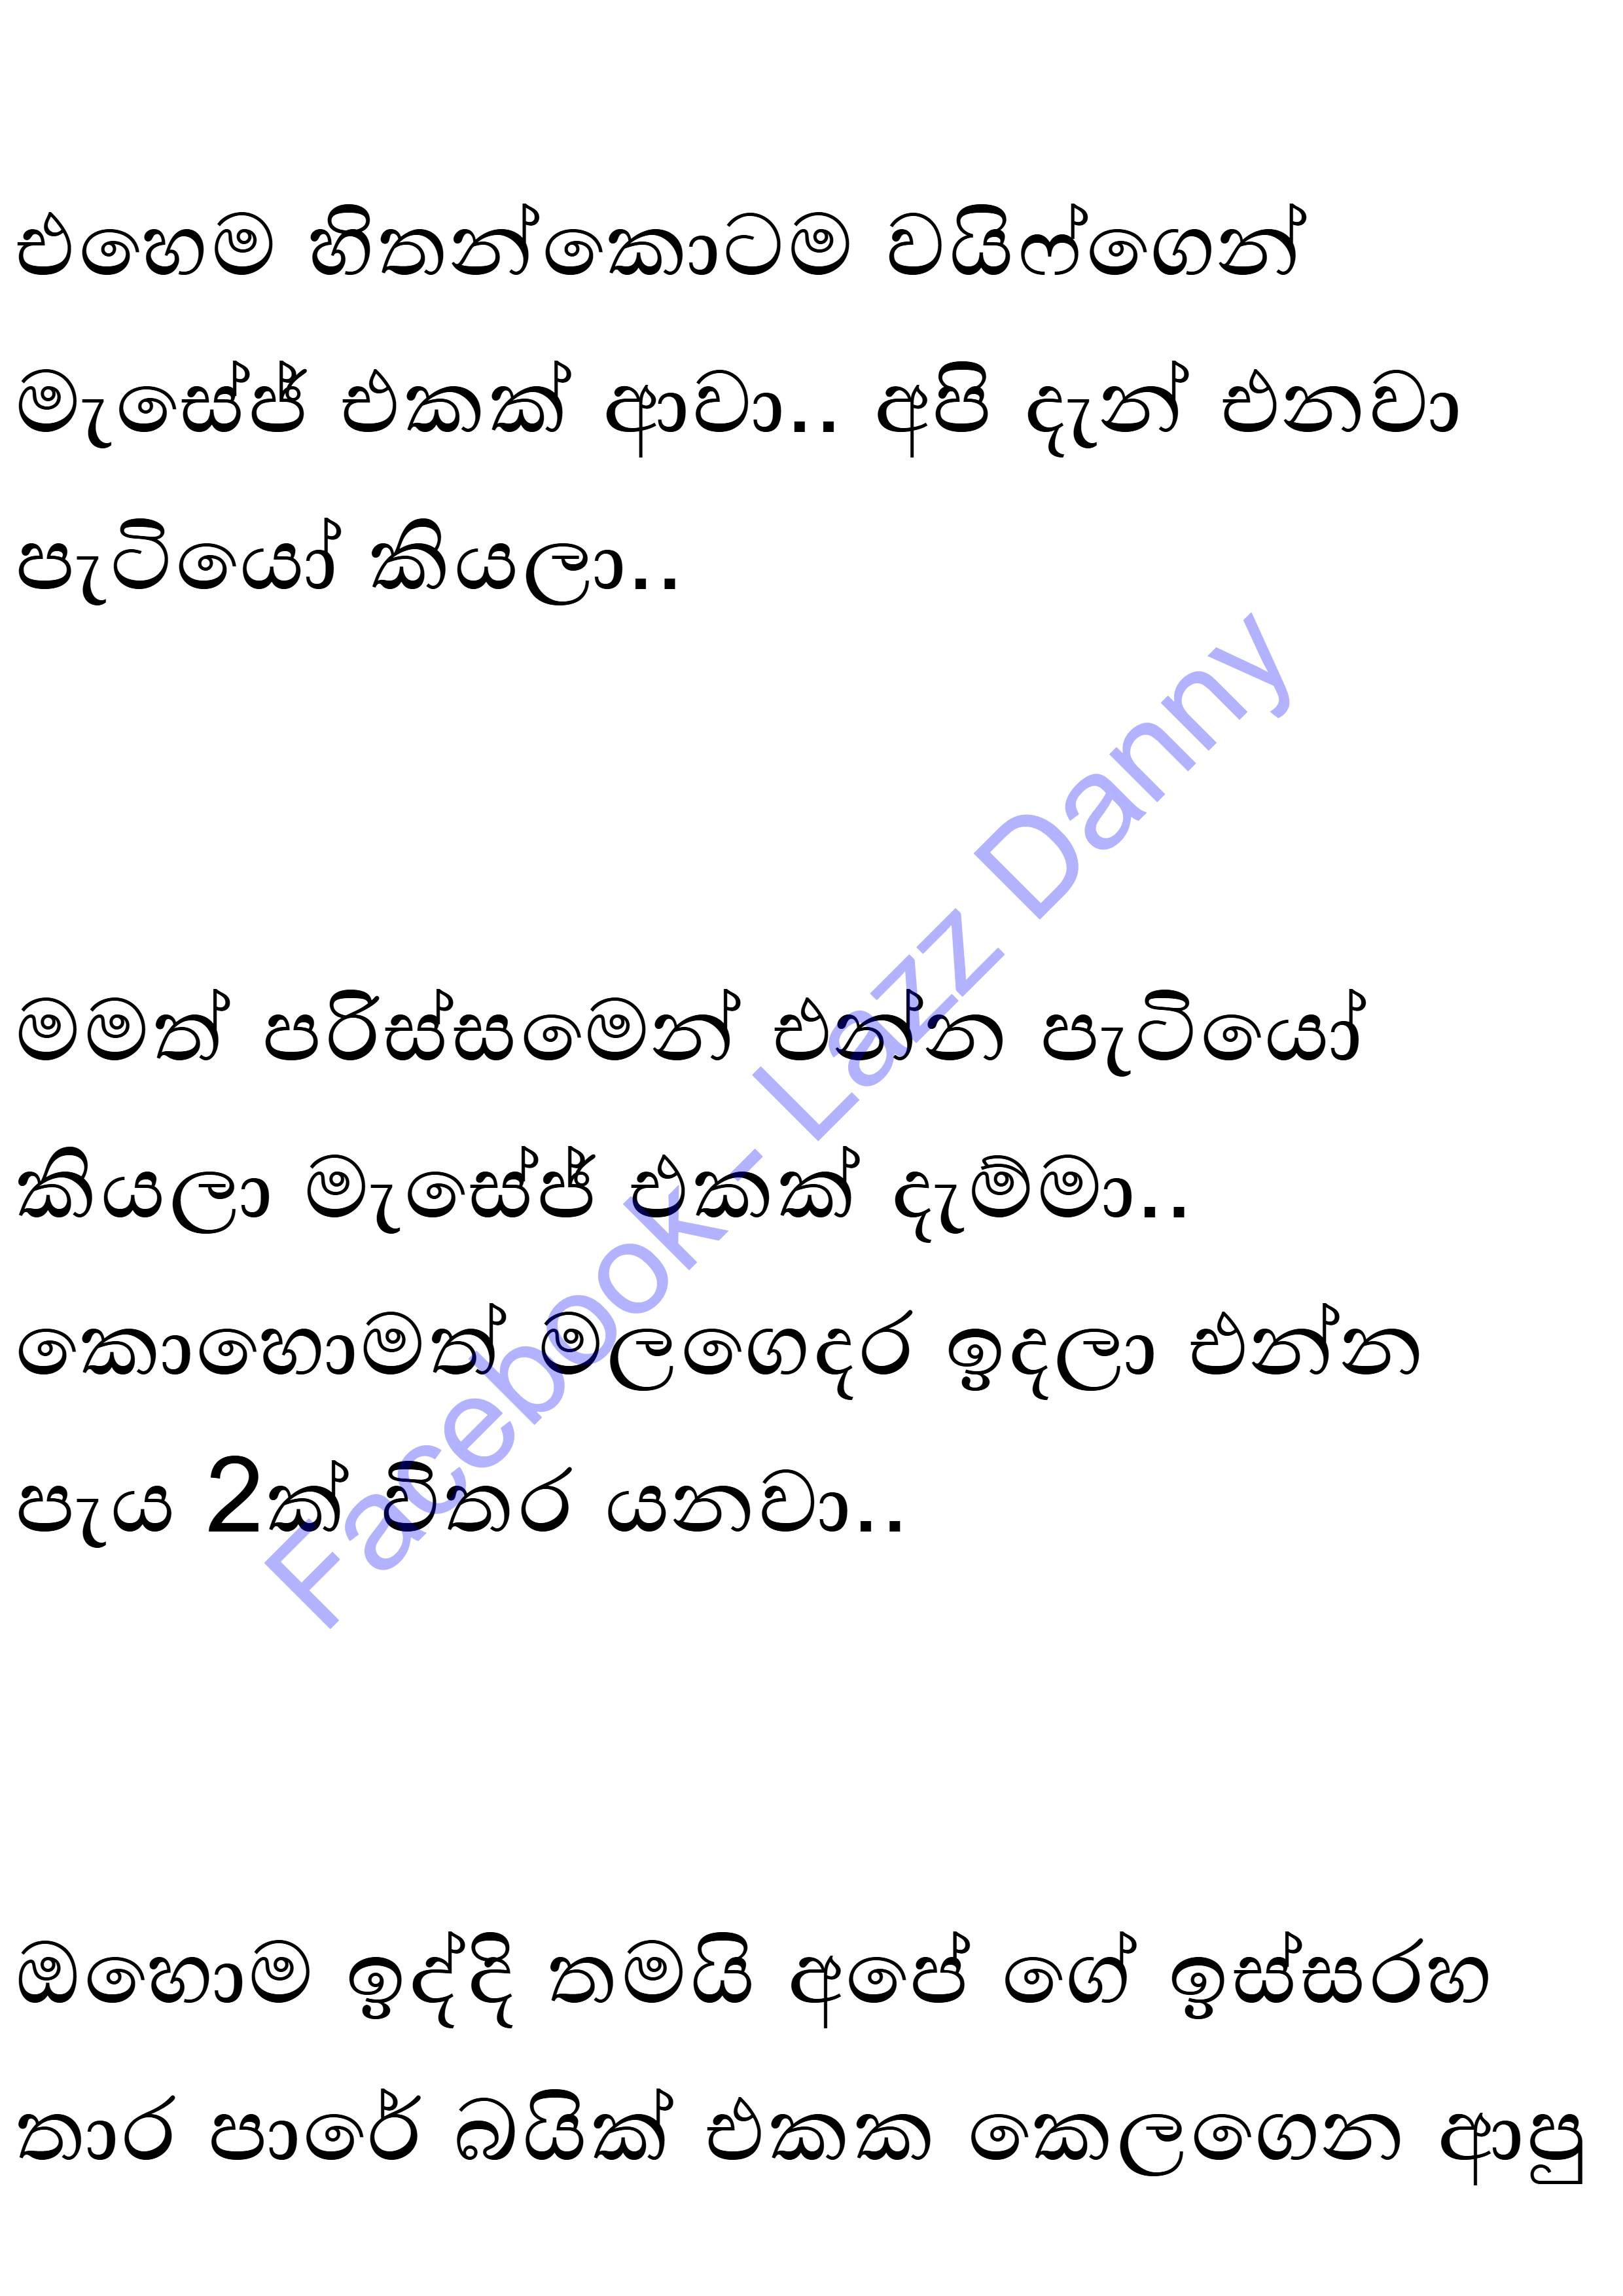 එහෙම හිතන්කොටම වයිෆ්ගෙන්
මැසේජ් එකක් ආවා.. අපි දැන් එනවා
පැටියෝ කියලා..
මමත් පරිස්සමෙන් එන්න පැටියෝ
කියලා මැසේජ් එකක් දැම්මා..
කොහොමත් මලගෙදර ඉදලා එන්න
පැය 2ක් විතර යනවා..
ඔහොම ඉද්දි තමයි අපේ ගේ ඉස්සරහ
තාර පාරේ බයික් එකක කෙලගෙන ආපු
Facebook - Lazz Danny